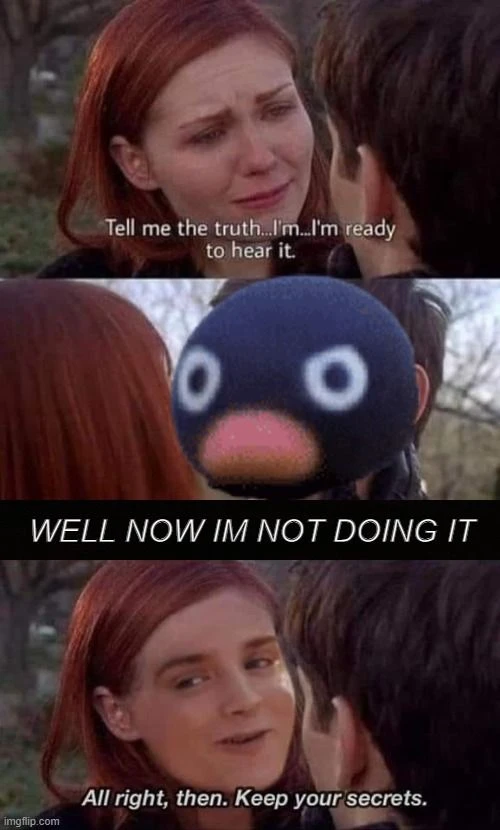 Tell me the truth...I'm...I'm ready
to hear it.
WELL NOW IM NOT DOING IT
All right, then. Keep your secrets.
imgflip.com